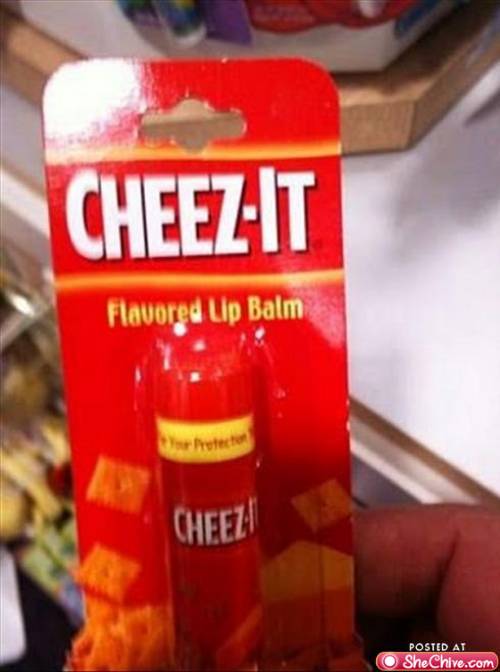 CHEEZ-IT
Flavored Lip Balm
Your Protection
CHEEZ-I
POSTED AT
SheChive.com